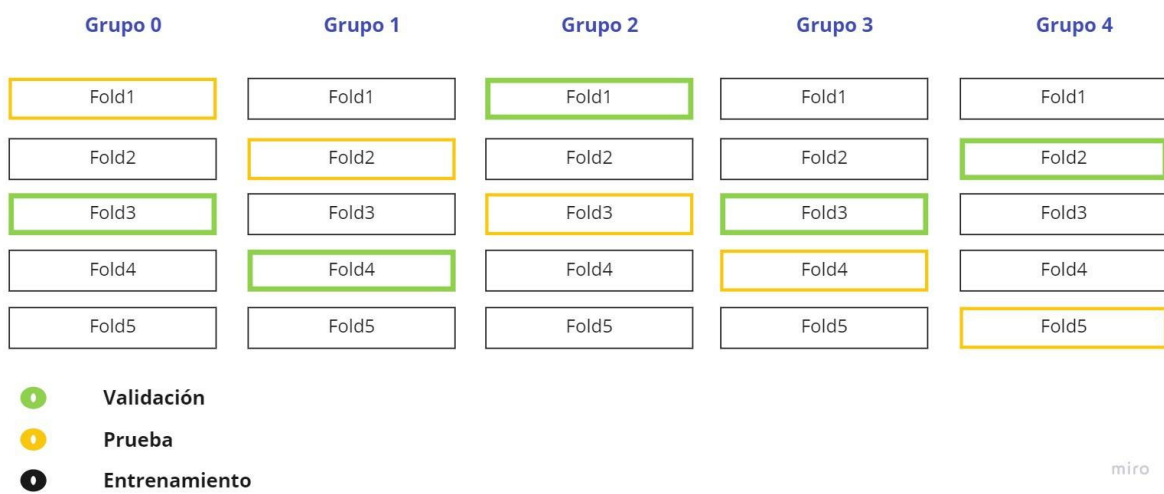 Grupo 0 Grupo 1 Grupo 2 Grupo 3 Grupo 4
Fold1 Fold1 Fold1 Fold1 Fold1
Fold2 Fold2 Fold2 Fold2 Fold2
Fold3 Fold3 Fold3 Fold3 Fold3
Fold4 Fold4 Fold4 Fold4 Fold4
Fold5 Fold5 Fold5 Fold5 Fold5
Validación
Prueba
Entrenamiento
miro